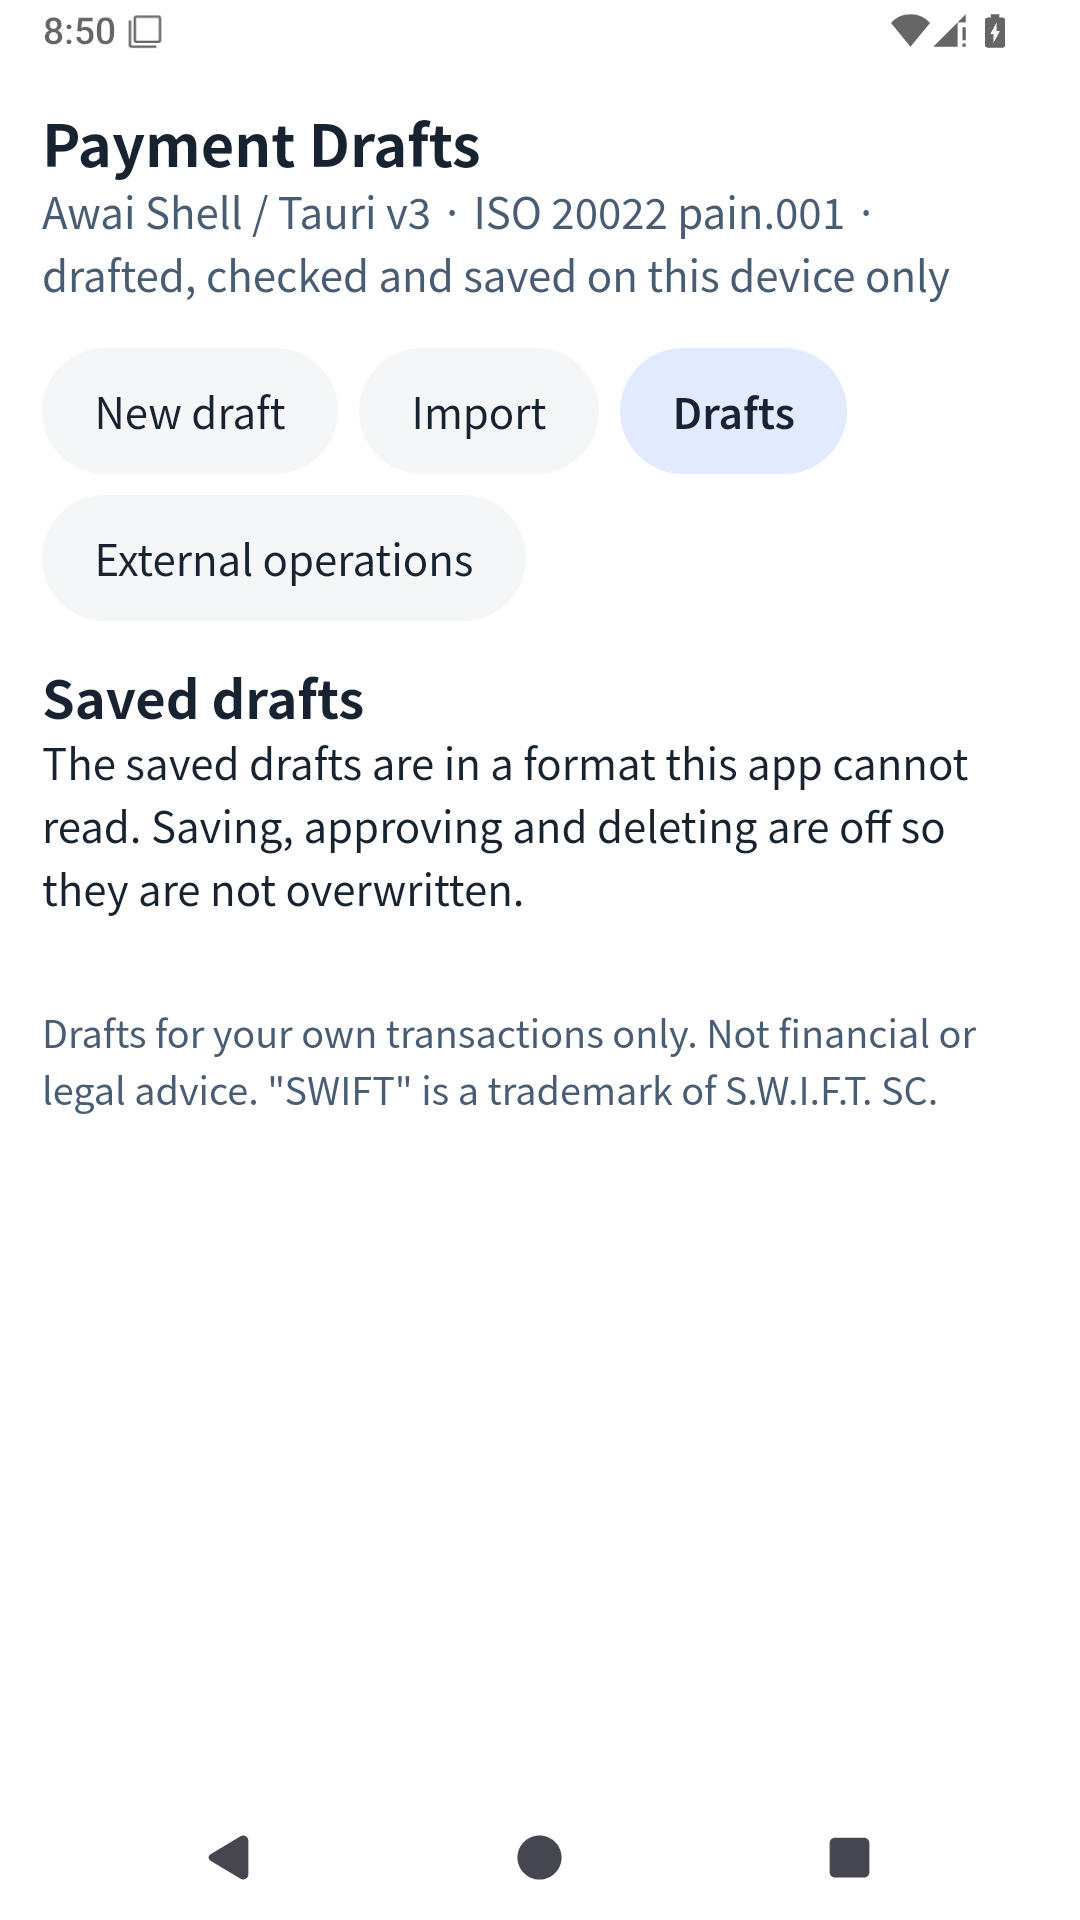 8:50
Payment Drafts
Awai Shell / Tauri v3 · ISO 20022 pain.001 ·
drafted, checked and saved on this device only
New draft
Import
Drafts
External operations
Saved drafts
The saved drafts are in a format this app cannot
read. Saving, approving and deleting are off so
they are not overwritten.
Drafts for your own transactions only. Not financial or
legal advice. "SWIFT" is a trademark of S.W.I.F.T. SC.